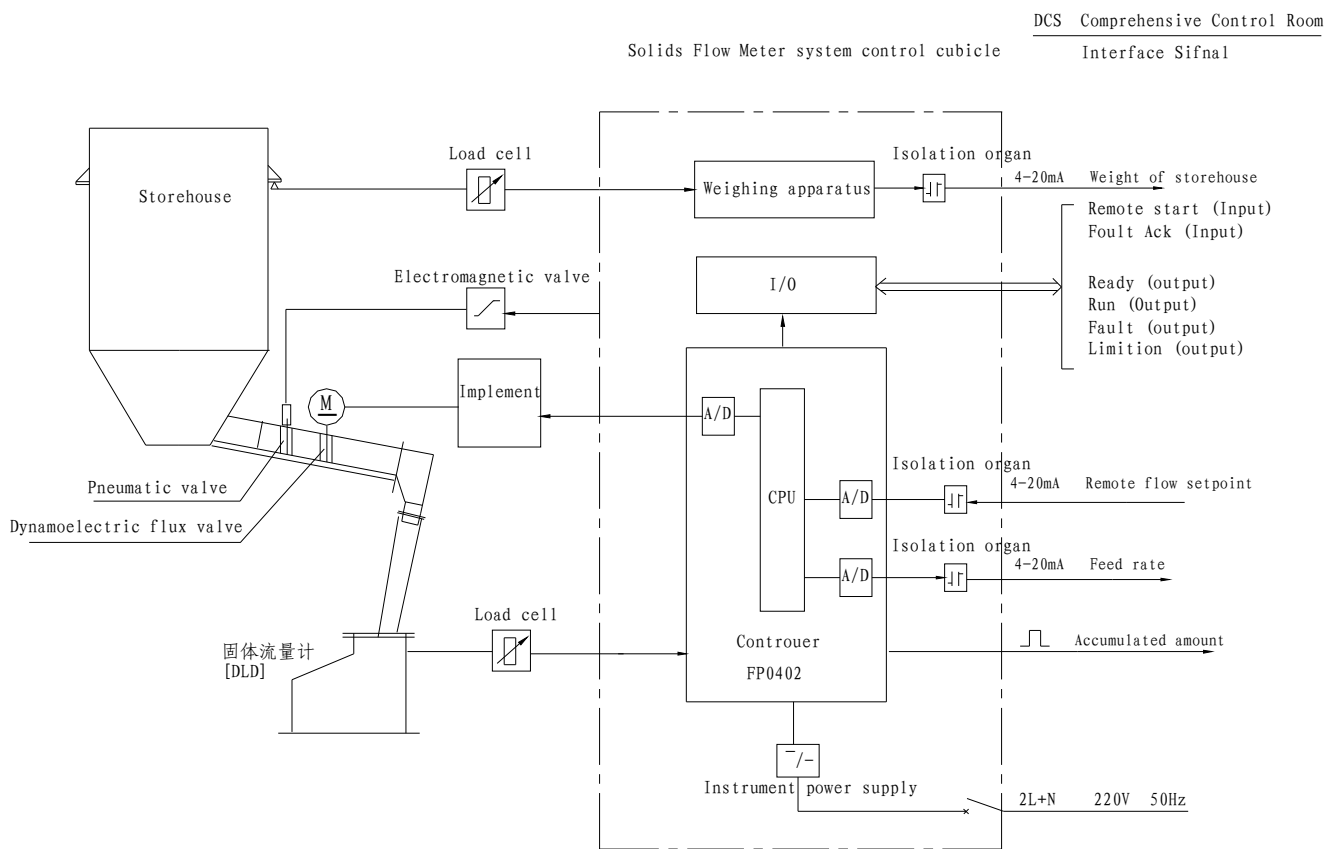 DCS Comprehensive Control Room
Solids Flow Meter system control cubicle
Interface Sifnal
Load cell
Isolation organ
Storehouse
Weighing apparatus
4-20mA Weight of storehouse
Remote start (Input)
Foult Ack (Input)
Electromagnetic valve
I/O
Ready (output)
Run (Output)
Fault (output)
Limition (output)
Implement
M
A/D
Isolation organ
Pneumatic valve
CPU
A/D
4-20mA Remote flow setpoint
Dynamoelectric flux valve
Isolation organ
A/D
4-20mA Feed rate
Load cell
固体流量计
[DLD]
Controuer
FP0402
Accumulated amount
Instrument power supply
2L+N 220V 50Hz